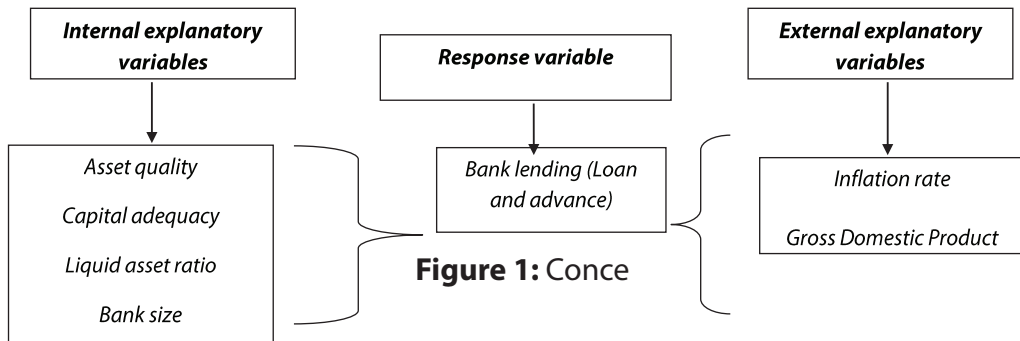 Internal explanatory
variables
Response variable
External explanatory
variables
Asset quality
Capital adequacy
Liquid asset ratio
Bank size
Bank lending (Loan
and advance)
Inflation rate
Gross Domestic Product
Figure 1: Conce